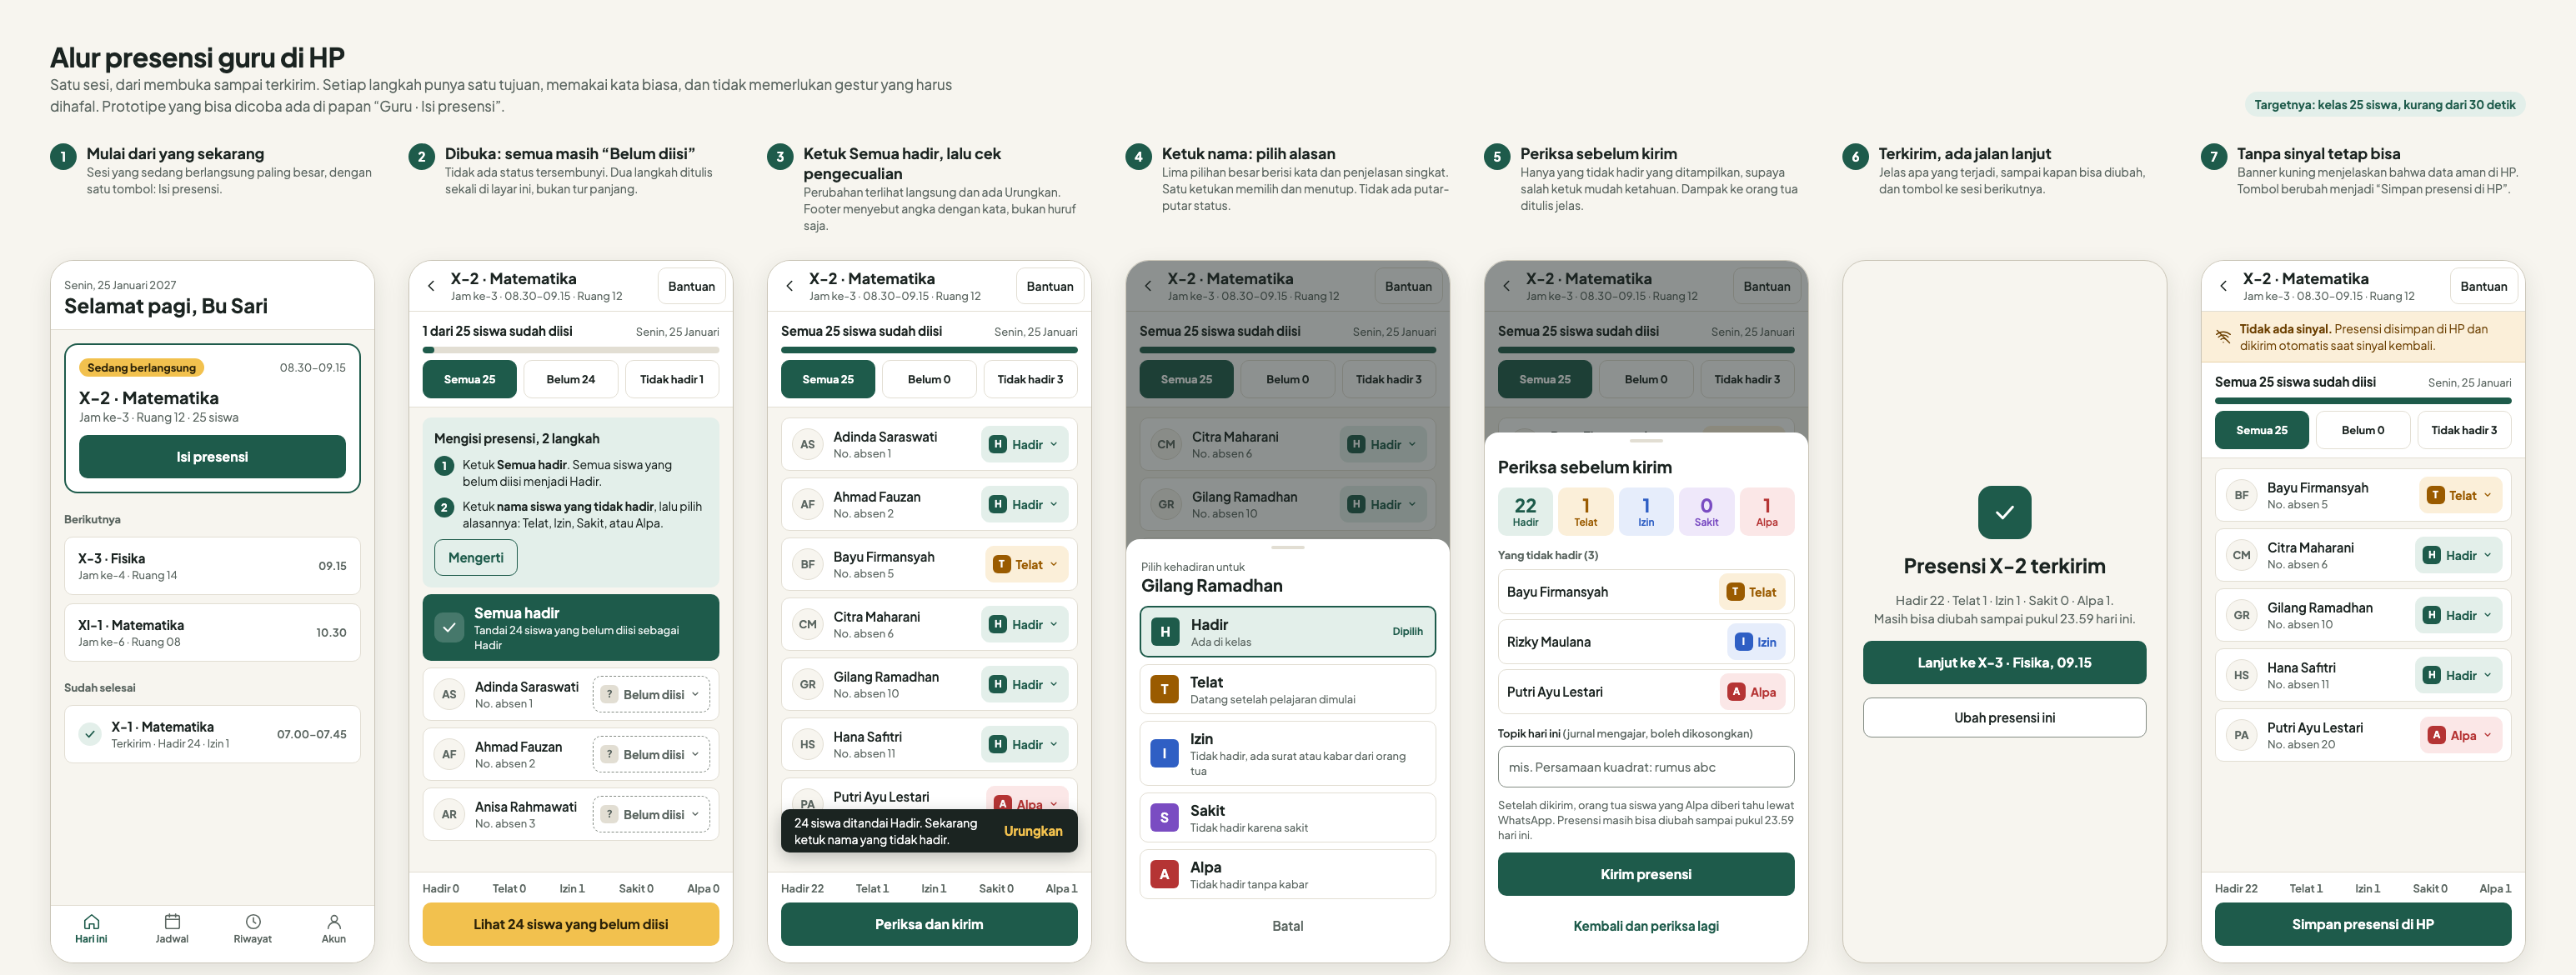 Alur presensi guru di HP
Satu sesi, dari membuka sampai terkirim. Setiap langkah punya satu tujuan, memakai kata biasa, dan tidak memerlukan gestur yang harus
dihafal. Prototipe yang bisa dicoba ada di papan “Guru · Isi presensi”.
Targetnya: kelas 25 siswa, kurang dari 30 detik
1
Mulai dari yang sekarang
Sesi yang sedang berlangsung paling besar, dengan
satu tombol: Isi presensi.
2
Dibuka: semua masih “Belum diisi”
Tidak ada status tersembunyi. Dua langkah ditulis
sekali di layar ini, bukan tur panjang.
3
Ketuk Semua hadir, lalu cek
pengecualian
Perubahan terlihat langsung dan ada Urungkan.
Footer menyebut angka dengan kata, bukan huruf
saja.
4
Ketuk nama: pilih alasan
Lima pilihan besar berisi kata dan penjelasan singkat.
Satu ketukan memilih dan menutup. Tidak ada putar-
putar status.
5
Periksa sebelum kirim
Hanya yang tidak hadir yang ditampilkan, supaya
salah ketuk mudah ketahuan. Dampak ke orang tua
ditulis jelas.
6
Terkirim, ada jalan lanjut
Jelas apa yang terjadi, sampai kapan bisa diubah,
dan tombol ke sesi berikutnya.
7
Tanpa sinyal tetap bisa
Banner kuning menjelaskan bahwa data aman di HP.
Tombol berubah menjadi “Simpan presensi di HP”.
Senin, 25 Januari 2027
Selamat pagi, Bu Sari
Sedang berlangsung
08.30–09.15
X-2 · Matematika
Jam ke-3 · Ruang 12 · 25 siswa
Isi presensi
Berikutnya
X-3 · Fisika
Jam ke-4 · Ruang 14
09.15
XI-1 · Matematika
Jam ke-6 · Ruang 08
10.30
Sudah selesai
X-1 · Matematika
Terkirim · Hadir 24 · Izin 1
07.00–07.45
Hari ini
Jadwal
Riwayat
Akun
X-2 · Matematika
Jam ke-3 · 08.30–09.15 · Ruang 12
Bantuan
1 dari 25 siswa sudah diisi
Senin, 25 Januari
Semua 25
Belum 24
Tidak hadir 1
Mengisi presensi, 2 langkah
1
Ketuk Semua hadir. Semua siswa yang
belum diisi menjadi Hadir.
2
Ketuk nama siswa yang tidak hadir, lalu pilih
alasannya: Telat, Izin, Sakit, atau Alpa.
Mengerti
Semua hadir
Tandai 24 siswa yang belum diisi sebagai
Hadir
AS
Adinda Saraswati
No. absen 1
? Belum diisi
AF
Ahmad Fauzan
No. absen 2
? Belum diisi
AR
Anisa Rahmawati
No. absen 3
? Belum diisi
Hadir 0
Telat 0
Izin 1
Sakit 0
Alpa 0
Lihat 24 siswa yang belum diisi
X-2 · Matematika
Jam ke-3 · 08.30–09.15 · Ruang 12
Bantuan
Semua 25 siswa sudah diisi
Senin, 25 Januari
Semua 25
Belum 0
Tidak hadir 3
AS
Adinda Saraswati
No. absen 1
H Hadir
AF
Ahmad Fauzan
No. absen 2
H Hadir
BF
Bayu Firmansyah
No. absen 5
T Telat
CM
Citra Maharani
No. absen 6
H Hadir
GR
Gilang Ramadhan
No. absen 10
H Hadir
HS
Hana Safitri
No. absen 11
H Hadir
PA
Putri Ayu Lestari
A Alpa
24 siswa ditandai Hadir. Sekarang
ketuk nama yang tidak hadir.
Urungkan
Hadir 22
Telat 1
Izin 1
Sakit 0
Alpa 1
Periksa dan kirim
X-2 · Matematika
Jam ke-3 · 08.30–09.15 · Ruang 12
Bantuan
Semua 25 siswa sudah diisi
Senin, 25 Januari
Semua 25
Belum 0
Tidak hadir 3
CM
Citra Maharani
No. absen 6
H Hadir
GR
Gilang Ramadhan
No. absen 10
H Hadir
Pilih kehadiran untuk
Gilang Ramadhan
H
Hadir
Ada di kelas
Dipilih
T
Telat
Datang setelah pelajaran dimulai
I
Izin
Tidak hadir, ada surat atau kabar dari orang
tua
S
Sakit
Tidak hadir karena sakit
A
Alpa
Tidak hadir tanpa kabar
Batal
X-2 · Matematika
Jam ke-3 · 08.30–09.15 · Ruang 12
Bantuan
Semua 25 siswa sudah diisi
Senin, 25 Januari
Semua 25
Belum 0
Tidak hadir 3
Periksa sebelum kirim
22
Hadir
1
Telat
1
Izin
0
Sakit
1
Alpa
Yang tidak hadir (3)
Bayu Firmansyah
T Telat
Rizky Maulana
I Izin
Putri Ayu Lestari
A Alpa
Topik hari ini (jurnal mengajar, boleh dikosongkan)
mis. Persamaan kuadrat: rumus abc
Setelah dikirim, orang tua siswa yang Alpa diberi tahu lewat
WhatsApp. Presensi masih bisa diubah sampai pukul 23.59
hari ini.
Kirim presensi
Kembali dan periksa lagi
Presensi X-2 terkirim
Hadir 22 · Telat 1 · Izin 1 · Sakit 0 · Alpa 1.
Masih bisa diubah sampai pukul 23.59 hari ini.
Lanjut ke X-3 · Fisika, 09.15
Ubah presensi ini
X-2 · Matematika
Jam ke-3 · 08.30–09.15 · Ruang 12
Bantuan
Tidak ada sinyal. Presensi disimpan di HP dan
dikirim otomatis saat sinyal kembali.
Semua 25 siswa sudah diisi
Senin, 25 Januari
Semua 25
Belum 0
Tidak hadir 3
BF
Bayu Firmansyah
No. absen 5
T Telat
CM
Citra Maharani
No. absen 6
H Hadir
GR
Gilang Ramadhan
No. absen 10
H Hadir
HS
Hana Safitri
No. absen 11
H Hadir
PA
Putri Ayu Lestari
No. absen 20
A Alpa
Hadir 22
Telat 1
Izin 1
Sakit 0
Alpa 1
Simpan presensi di HP